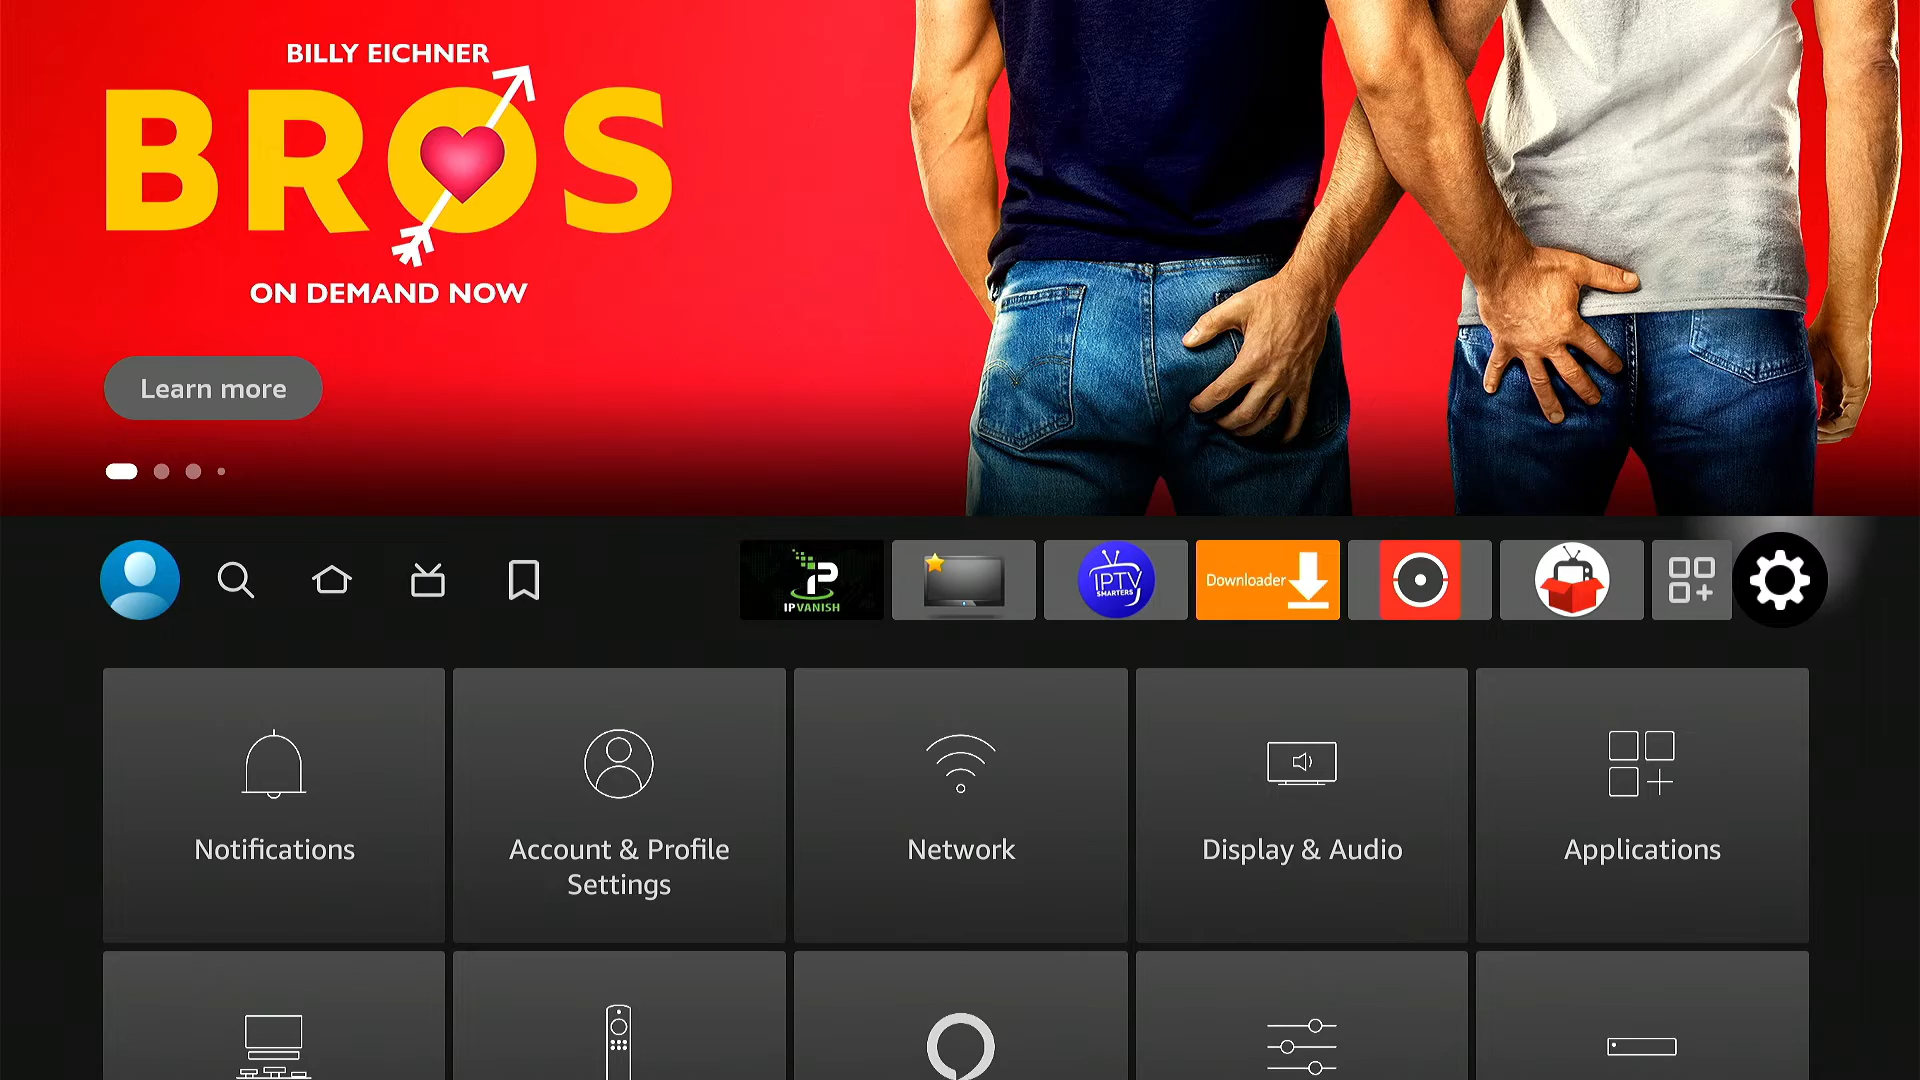 BILLY EICHNER
BROS
ON DEMAND NOW
Learn more
IPVANISH
IPTV
SMARTERS
Downloader
Notifications
Account & Profile
Settings
Network
Display & Audio
Applications